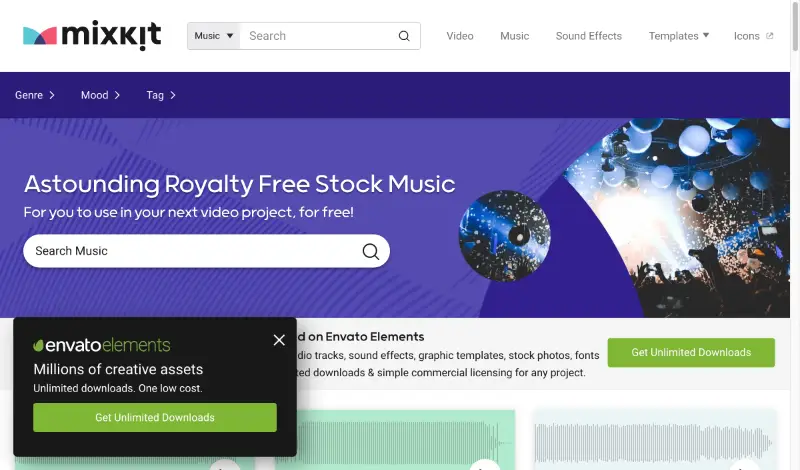 mixkit
Music
Search
Video
Music
Sound Effects
Templates
Icons
Genre
Mood
Tag
Astounding Royalty Free Stock Music
For you to use in your next video project, for free!
Search Music
d on Envato Elements
dio tracks, sound effects, graphic templates, stock photos, fonts
ted downloads & simple commercial licensing for any project.
Get Unlimited Downloads
envatoelements
Millions of creative assets
Unlimited downloads. One low cost.
Get Unlimited Downloads